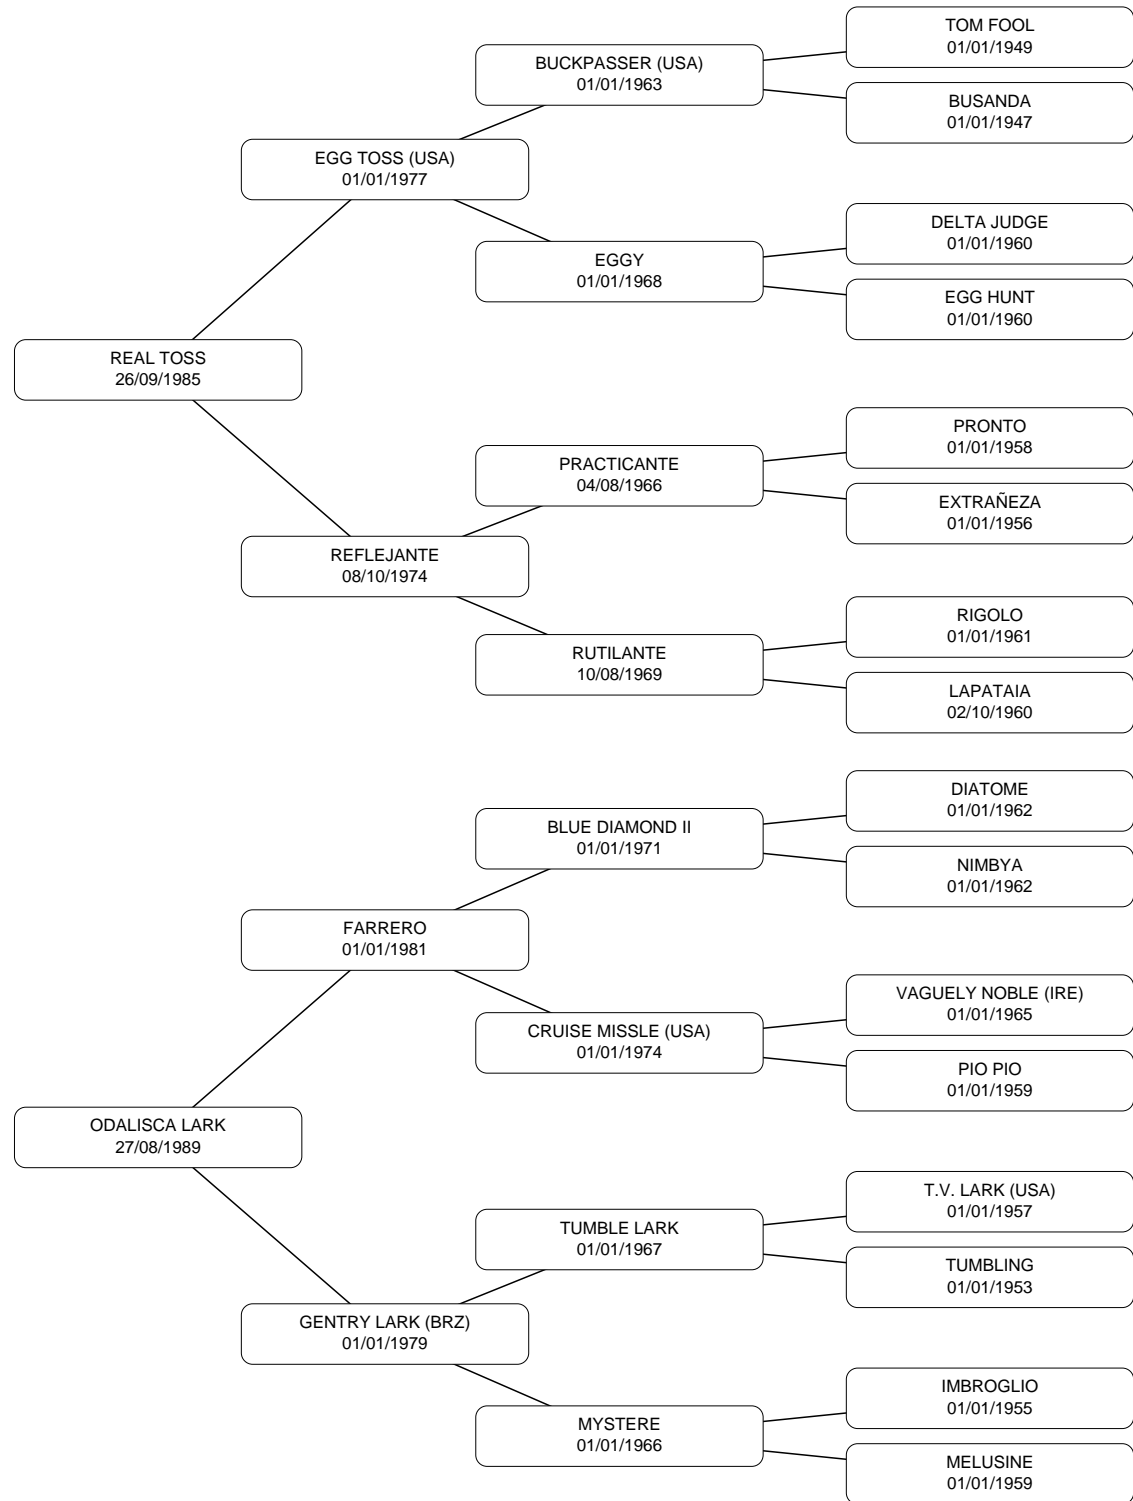 TOM FOOL
01/01/1949
BUCKPASSER (USA)
01/01/1963
BUSANDA
01/01/1947
EGG TOSS (USA)
01/01/1977
DELTA JUDGE
01/01/1960
EGGY
01/01/1968
EGG HUNT
01/01/1960
REAL TOSS
26/09/1985
PRONTO
01/01/1958
PRACTICANTE
04/08/1966
EXTRAÑEZA
01/01/1956
REFLEJANTE
08/10/1974
RIGOLO
01/01/1961
RUTILANTE
10/08/1969
LAPATAIA
02/10/1960
DIATOME
01/01/1962
BLUE DIAMOND II
01/01/1971
NIMBYA
01/01/1962
FARRERO
01/01/1981
VAGUELY NOBLE (IRE)
01/01/1965
CRUISE MISSLE (USA)
01/01/1974
PIO PIO
01/01/1959
ODALISCA LARK
27/08/1989
T.V. LARK (USA)
01/01/1957
TUMBLE LARK
01/01/1967
TUMBLING
01/01/1953
GENTRY LARK (BRZ)
01/01/1979
IMBROGLIO
01/01/1955
MYSTERE
01/01/1966
MELUSINE
01/01/1959